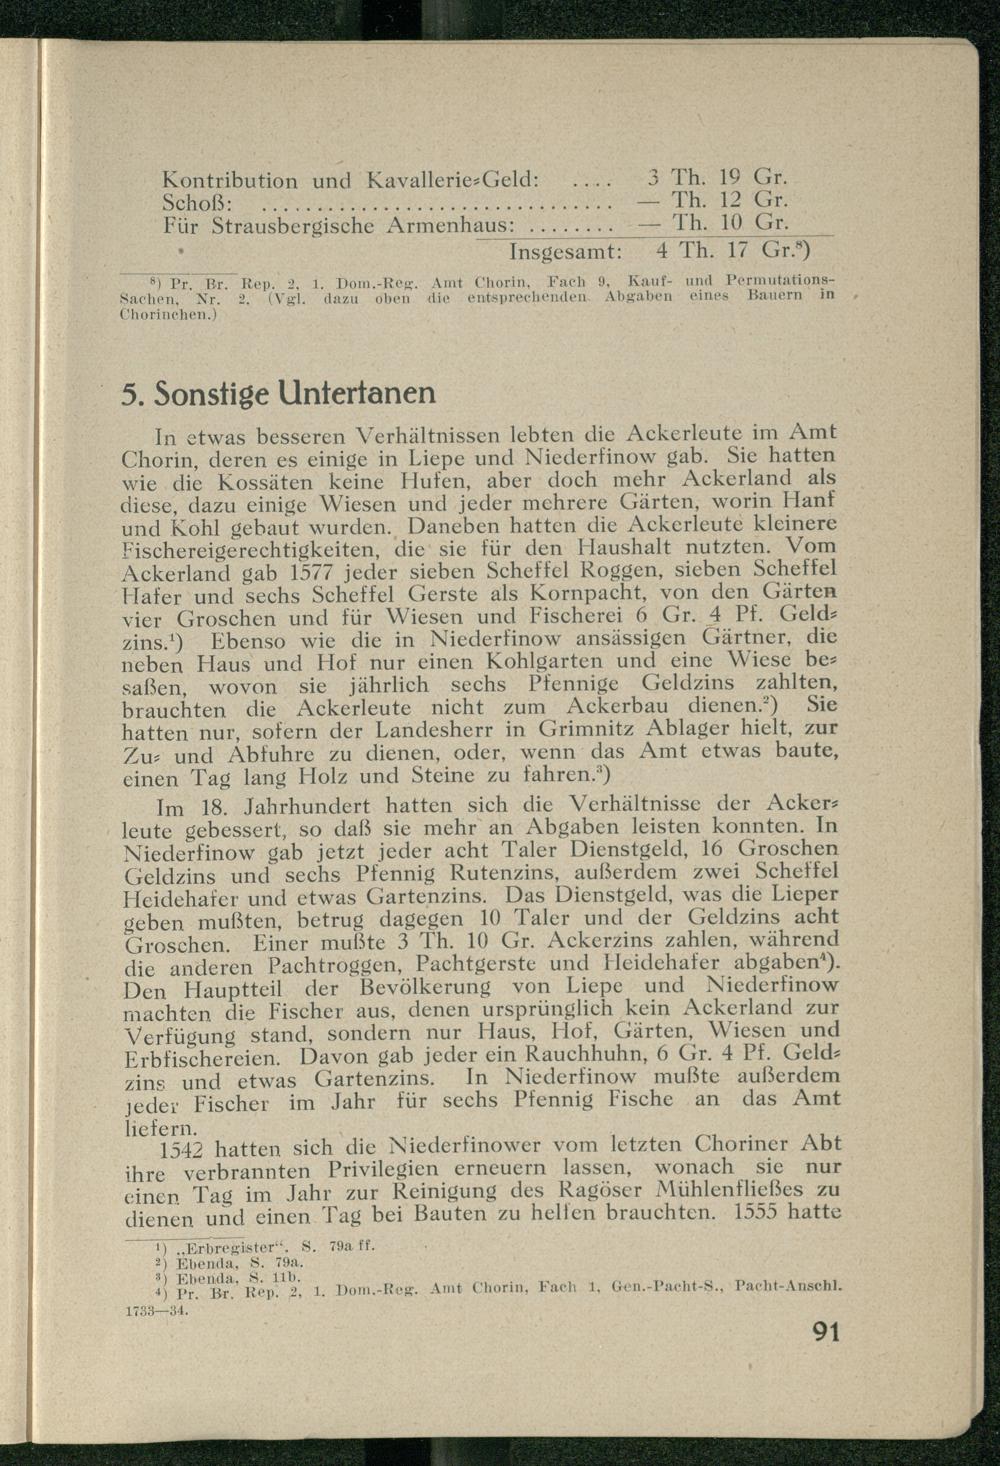 Kontribution und Kavallerie=Geld: .... 3 Th. 19 Gr.
Schoß: ................................ — Th. 12 Gr.
Für Strausbergische Armenhaus: ........ — Th. 10 Gr.
Insgesamt: 4 Th. 17 Gr.⁸)
⁸) Pr. Br. Rep. 2, 1. Dom.-Reg. Amt Chorin, Fach 9, Kauf- und Permutations-
Sachen, Nr. 2. (Vgl. dazu oben die entsprechenden Abgaben eines Bauern in
Chorinchen.)
5. Sonstige Untertanen
In etwas besseren Verhältnissen lebten die Ackerleute im Amt
Chorin, deren es einige in Liepe und Niederfinow gab. Sie hatten
wie die Kossäten keine Hufen, aber doch mehr Ackerland als
diese, dazu einige Wiesen und jeder mehrere Gärten, worin Hanf
und Kohl gebaut wurden. Daneben hatten die Ackerleute kleinere
Fischereigerechtigkeiten, die sie für den Haushalt nutzten. Vom
Ackerland gab 1577 jeder sieben Scheffel Roggen, sieben Scheffel
Hafer und sechs Scheffel Gerste als Kornpacht, von den Gärten
vier Groschen und für Wiesen und Fischerei 6 Gr. 4 Pf. Geld=
zins.¹) Ebenso wie die in Niederfinow ansässigen Gärtner, die
neben Haus und Hof nur einen Kohlgarten und eine Wiese be=
saßen, wovon sie jährlich sechs Pfennige Geldzins zahlten,
brauchten die Ackerleute nicht zum Ackerbau dienen.²) Sie
hatten nur, sofern der Landesherr in Grimnitz Ablager hielt, zur
Zu= und Abfuhre zu dienen, oder, wenn das Amt etwas baute,
einen Tag lang Holz und Steine zu fahren.³)
Im 18. Jahrhundert hatten sich die Verhältnisse der Acker=
leute gebessert, so daß sie mehr an Abgaben leisten konnten. In
Niederfinow gab jetzt jeder acht Taler Dienstgeld, 16 Groschen
Geldzins und sechs Pfennig Rutenzins, außerdem zwei Scheffel
Heidehafer und etwas Gartenzins. Das Dienstgeld, was die Lieper
geben mußten, betrug dagegen 10 Taler und der Geldzins acht
Groschen. Einer mußte 3 Th. 10 Gr. Ackerzins zahlen, während
die anderen Pachtroggen, Pachtgerste und Heidehafer abgaben⁴).
Den Hauptteil der Bevölkerung von Liepe und Niederfinow
machten die Fischer aus, denen ursprünglich kein Ackerland zur
Verfügung stand, sondern nur Haus, Hof, Gärten, Wiesen und
Erbfischereien. Davon gab jeder ein Rauchhuhn, 6 Gr. 4 Pf. Geld=
zins und etwas Gartenzins. In Niederfinow mußte außerdem
jeder Fischer im Jahr für sechs Pfennig Fische an das Amt
liefern.
1542 hatten sich die Niederfinower vom letzten Choriner Abt
ihre verbrannten Privilegien erneuern lassen, wonach sie nur
einen Tag im Jahr zur Reinigung des Ragöser Mühlenfließes zu
dienen und einen Tag bei Bauten zu helfen brauchten. 1555 hatte
¹) „Erbregister“. S. 79a ff.
²) Ebenda, S. 79a.
³) Ebenda, S. 11b.
⁴) Pr. Br. Rep. 2, 1. Dom.-Reg. Amt Chorin, Fach 1, Gen.-Pacht-S., Pacht-Anschl.
1733—34.
91